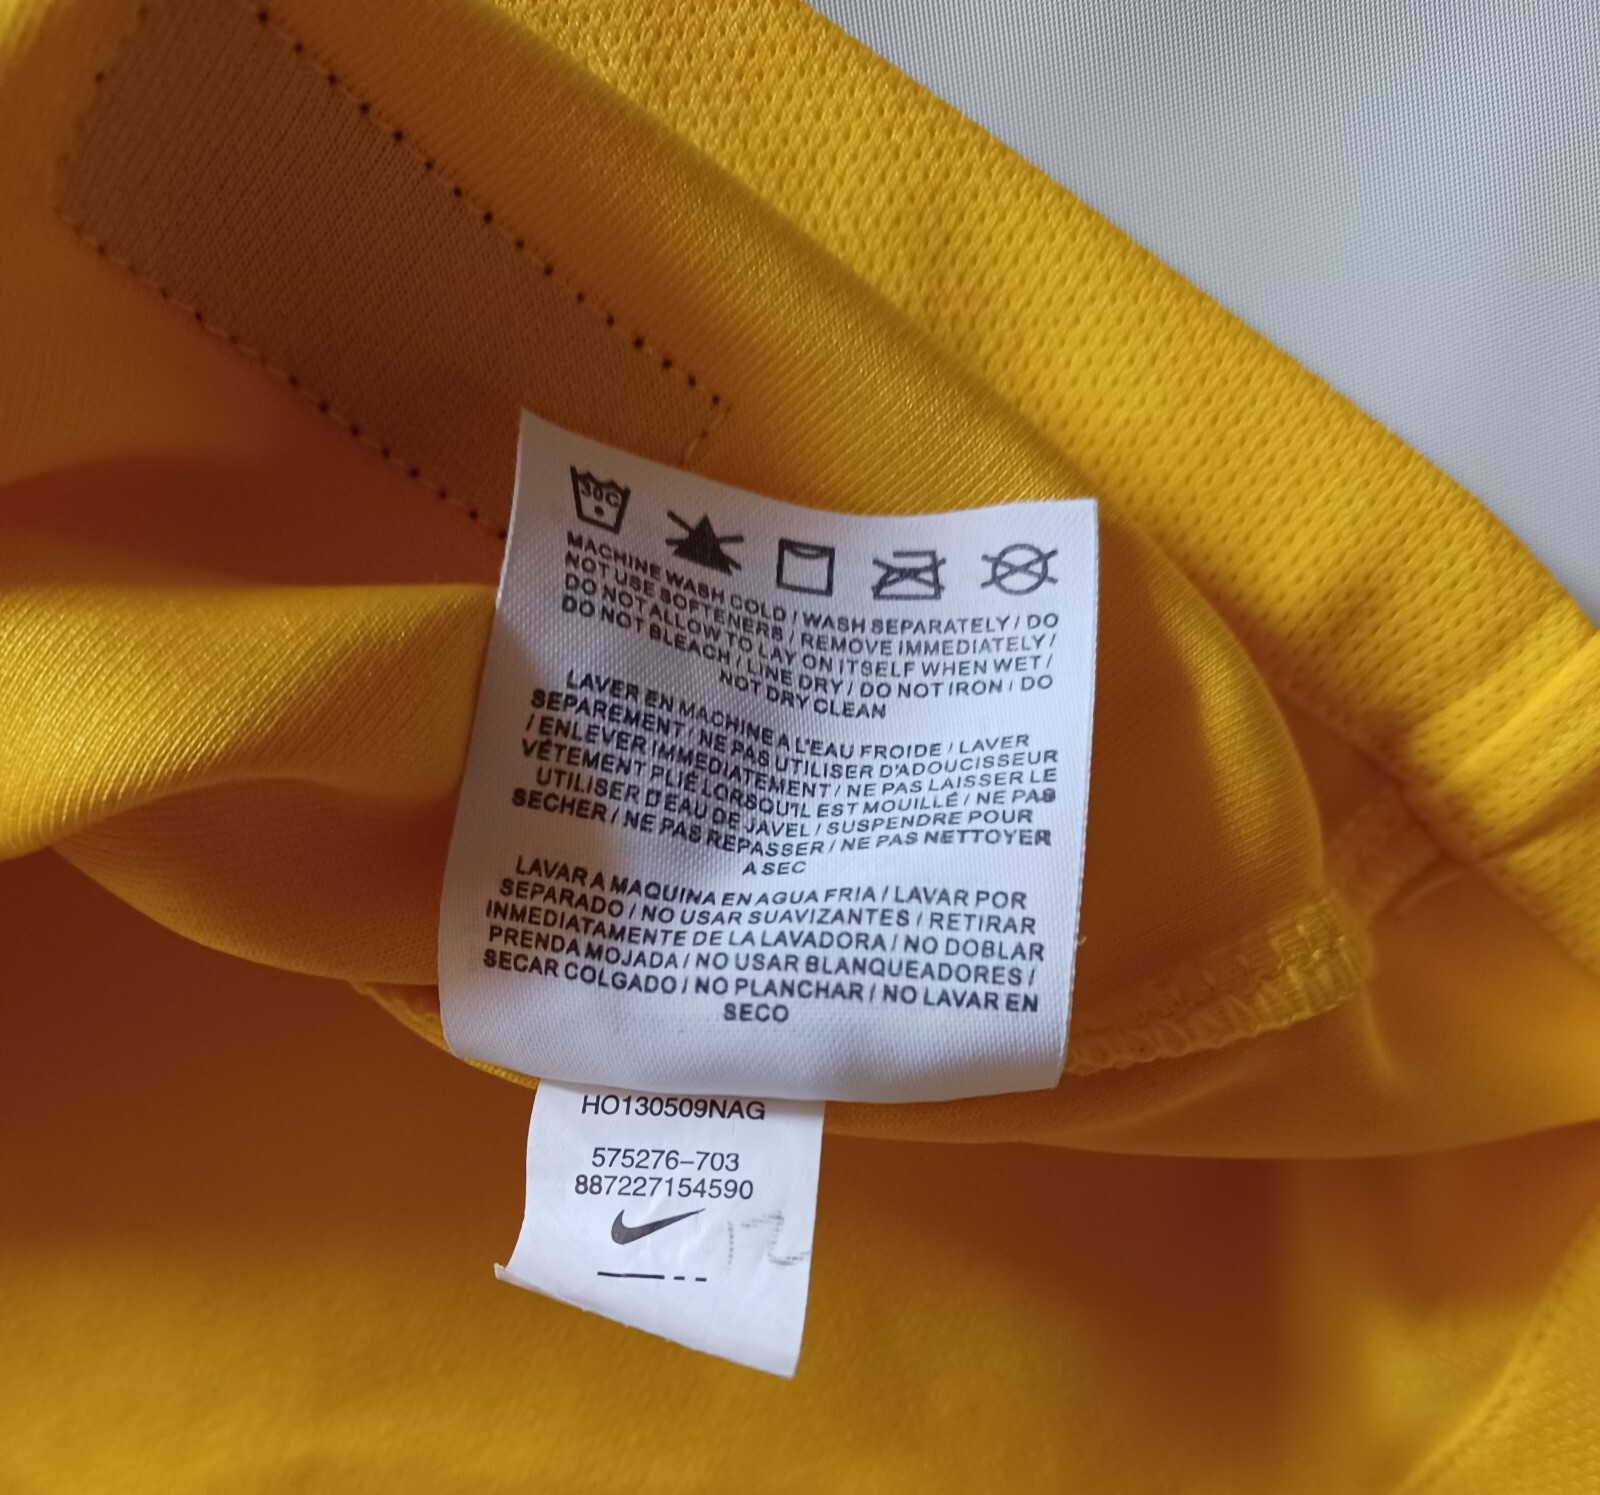 30C
MACHINE WASH COLD / WASH SEPARATELY / DO
NOT USE SOFTENERS / REMOVE IMMEDIATELY /
DO NOT ALLOW TO LAY ON ITSELF WHEN WET /
DO NOT BLEACH / LINE DRY / DO NOT IRON / DO
NOT DRY CLEAN
LAVER EN MACHINE A L'EAU FROIDE / LAVER
SEPAREMENT / NE PAS UTILISER D'ADOUCISSEUR
/ ENLEVER IMMEDIATEMENT / NE PAS LAISSER LE
VÊTEMENT PLIÉ LORSQU'IL EST MOUILLÉ / NE PAS
UTILISER D'EAU DE JAVEL / SUSPENDRE POUR
SECHER / NE PAS REPASSER / NE PAS NETTOYER
A SEC
LAVAR A MAQUINA EN AGUA FRIA / LAVAR POR
SEPARADO / NO USAR SUAVIZANTES / RETIRAR
INMEDIATAMENTE DE LA LAVADORA / NO DOBLAR
PRENDA MOJADA / NO USAR BLANQUEADORES /
SECAR COLGADO / NO PLANCHAR / NO LAVAR EN
SECO
HO130509NAG
575276-703
887227154590
12